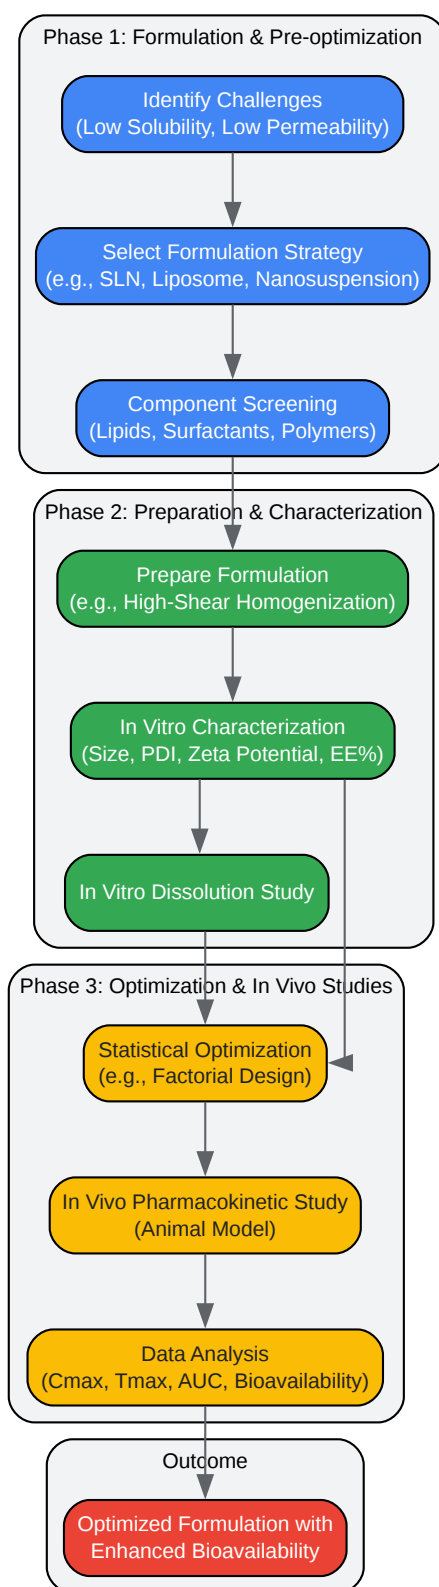 Phase 1: Formulation & Pre-optimization
Identify Challenges
(Low Solubility, Low Permeability)
Select Formulation Strategy
(e.g., SLN, Liposome, Nanosuspension)
Component Screening
(Lipids, Surfactants, Polymers)
Phase 2: Preparation & Characterization
Prepare Formulation
(e.g., High-Shear Homogenization)
In Vitro Characterization
(Size, PDI, Zeta Potential, EE%)
In Vitro Dissolution Study
Phase 3: Optimization & In Vivo Studies
Statistical Optimization
(e.g., Factorial Design)
In Vivo Pharmacokinetic Study
(Animal Model)
Data Analysis
(Cmax, Tmax, AUC, Bioavailability)
Outcome
Optimized Formulation with
Enhanced Bioavailability